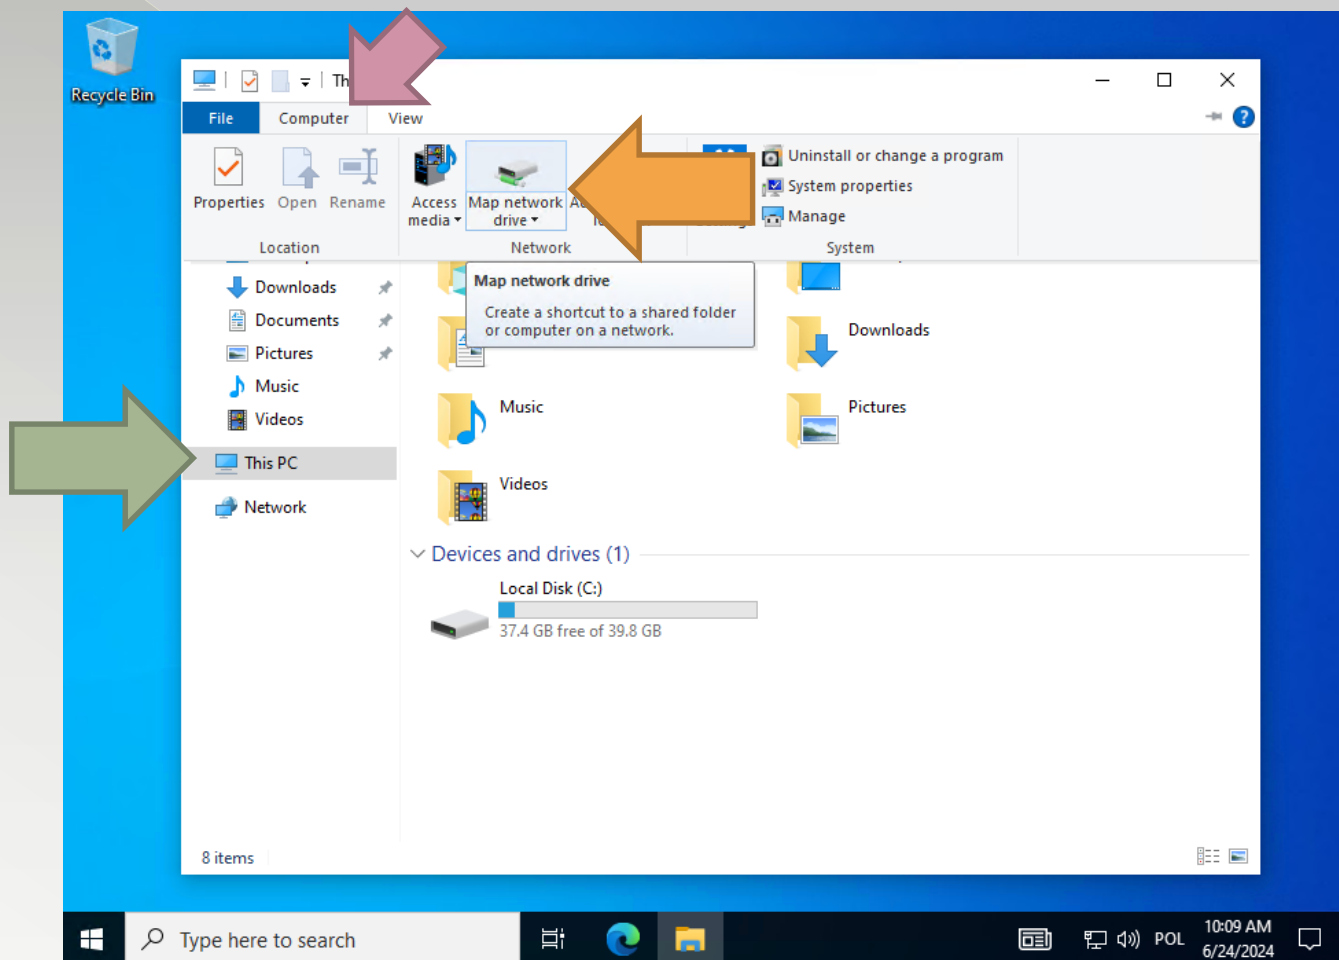 Recycle Bin
File
Computer
View
Properties
Open
Rename
Access
media
Map network
drive
Uninstall or change a program
System properties
Manage
Location
Network
System
Map network drive
Create a shortcut to a shared folder
or computer on a network.
Downloads
Documents
Pictures
Music
Videos
This PC
Network
Downloads
Music
Pictures
Videos
Devices and drives (1)
Local Disk (C:)
37.4 GB free of 39.8 GB
8 items
Type here to search
POL
10:09 AM
6/24/2024